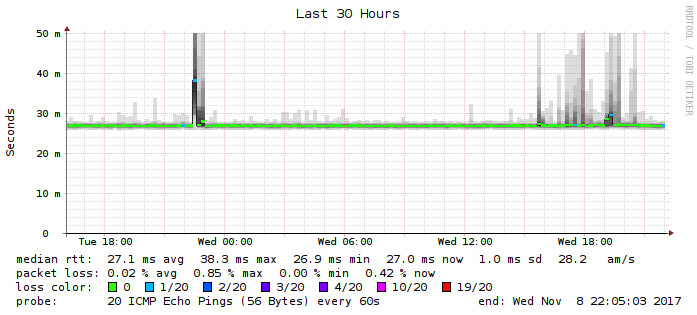 Last 30 Hours
RRDTOOL / TOBI OETIKER
Seconds
50 m
40 m
30 m
20 m
10 m
0
Tue 18:00 Wed 00:00 Wed 06:00 Wed 12:00 Wed 18:00
median rtt: 27.1 ms avg 38.3 ms max 26.9 ms min 27.0 ms now 1.0 ms sd 28.2 am/s
packet loss: 0.02 % avg 0.85 % max 0.00 % min 0.42 % now
loss color: 0 1/20 2/20 3/20 4/20 10/20 19/20
probe: 20 ICMP Echo Pings (56 Bytes) every 60s end: Wed Nov 8 22:05:03 2017